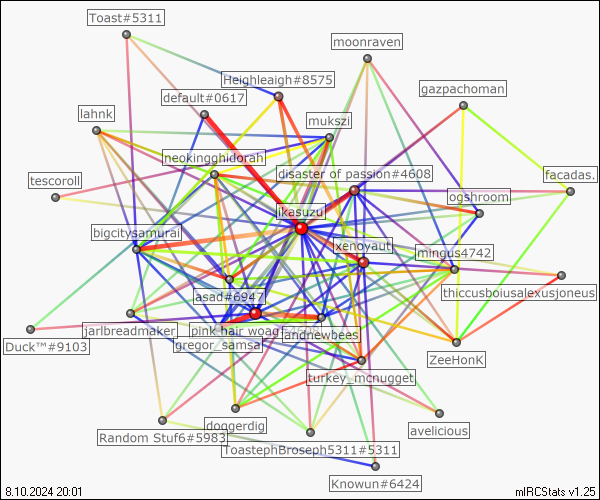 Toast#5311
moonraven
Heighleaigh#8575
gazpachoman
default#0617
lahnk
mukszi
neokingghidorah
disaster of passion#4608
facadas.
tescoroll
ogshroom
ikasuzu
bigcitysamurai
xenoyaut
mingus4742
asad#6947
thiccusboiusalexusjoneus
jarlbreadmaker_
pink hair woag
andnewbees
Duck™#9103
gregor_samsa
ZeeHonK
turkey_mcnugget
doggerdig
avelicious
Random Stuf6#5983
ToastephBroseph5311#5311
Knowun#6424
8.10.2024 20:01
mIRCStats v1.25